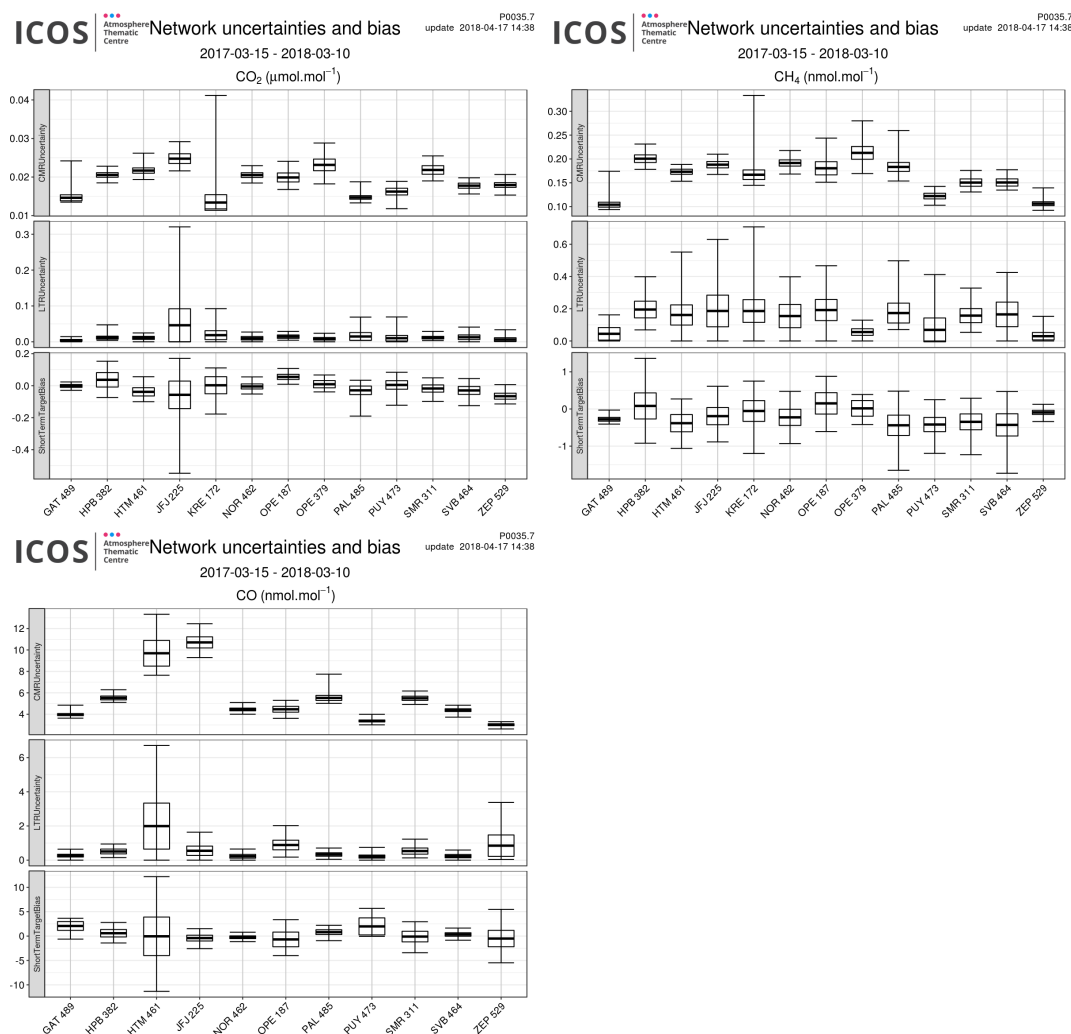 ICOS
Atmosphere
Thematic
Centre
Network uncertainties and bias
P0035.7
update 2018-04-17 14:38
2017-03-15 - 2018-03-10
CO₂ (μmol.mol⁻¹)
0.04
0.03
0.02
0.01
CMRUncertainty
0.3
0.2
0.1
0.0
LTRUncertainty
0.2
0.0
-0.2
-0.4
ShortTermTargetBias
GAT 489
HPB 382
HTM 461
JFJ 225
KRE 172
NOR 462
OPE 187
OPE 379
PAL 485
PUY 473
SMR 311
SVB 464
ZEP 529
ICOS
Atmosphere
Thematic
Centre
Network uncertainties and bias
P0035.7
update 2018-04-17 14:38
2017-03-15 - 2018-03-10
CH₄ (nmol.mol⁻¹)
0.30
0.25
0.20
0.15
0.10
CMRUncertainty
0.6
0.4
0.2
0.0
LTRUncertainty
1
0
-1
ShortTermTargetBias
GAT 489
HPB 382
HTM 461
JFJ 225
KRE 172
NOR 462
OPE 187
OPE 379
PAL 485
PUY 473
SMR 311
SVB 464
ZEP 529
ICOS
Atmosphere
Thematic
Centre
Network uncertainties and bias
P0035.7
update 2018-04-17 14:38
2017-03-15 - 2018-03-10
CO (nmol.mol⁻¹)
12
10
8
6
4
CMRUncertainty
6
4
2
0
LTRUncertainty
10
5
0
-5
-10
ShortTermTargetBias
GAT 489
HPB 382
HTM 461
JFJ 225
NOR 462
OPE 187
PAL 485
PUY 473
SMR 311
SVB 464
ZEP 529